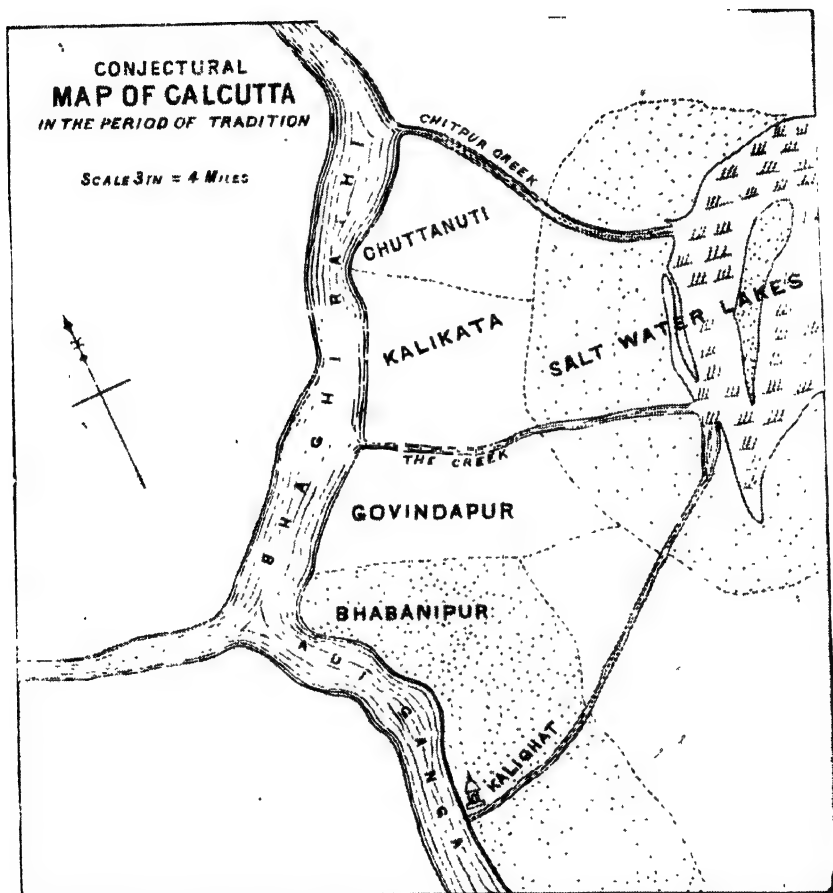 CONJECTURAL
MAP OF CALCUTTA
IN THE PERIOD OF TRADITION
SCALE 3 IN = 4 MILES
CHITPUR CREEK
BHAGHIRATHI
CHUTTANUTI
KALIKATA
SALT WATER LAKES
THE CREEK
GOVINDAPUR
BHABANIPUR
ADI GANGA
KALIGHAT